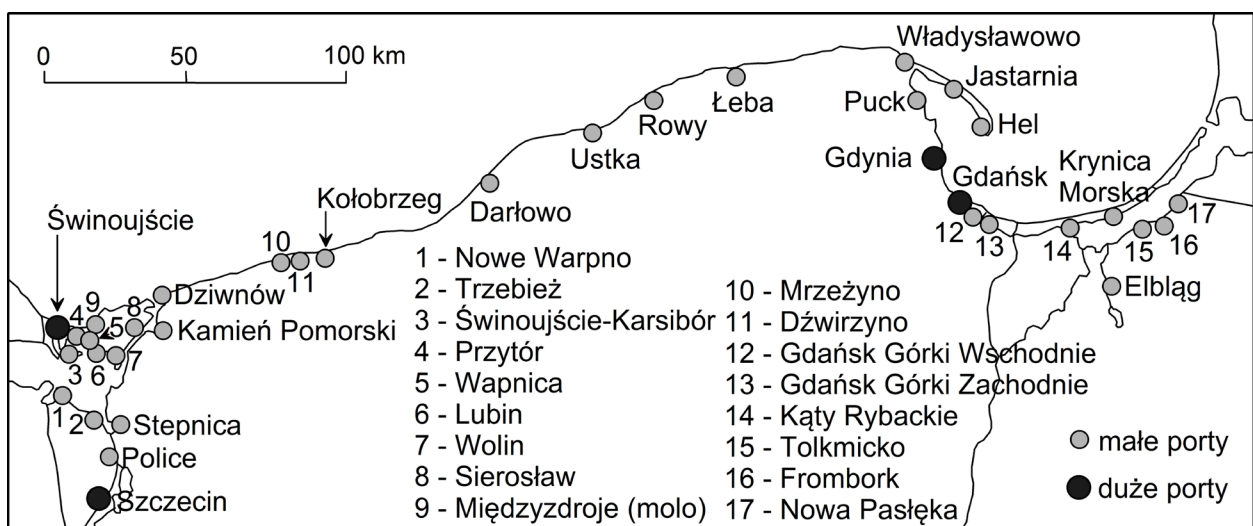 0 50 100 km
Władysławowo
Jastarnia
Łeba
Puck
Hel
Rowy
Ustka
Gdynia
Krynica
Morska
Gdańsk
Kołobrzeg
Darłowo
Świnoujście
12
13
14
15
16
17
10
11
Elbląg
Dziwnów
9
8
4
5
Kamień Pomorski
3
6
7
1
2
Stepnica
Police
Szczecin
1 - Nowe Warpno
2 - Trzebież
3 - Świnoujście-Karsibór
4 - Przytór
5 - Wapnica
6 - Lubin
7 - Wolin
8 - Sierosław
9 - Międzyzdroje (molo)
10 - Mrzeżyno
11 - Dźwirzyno
12 - Gdańsk Górki Wschodnie
13 - Gdańsk Górki Zachodnie
14 - Kąty Rybackie
15 - Tolkmicko
16 - Frombork
17 - Nowa Pasłęka
małe porty
duże porty